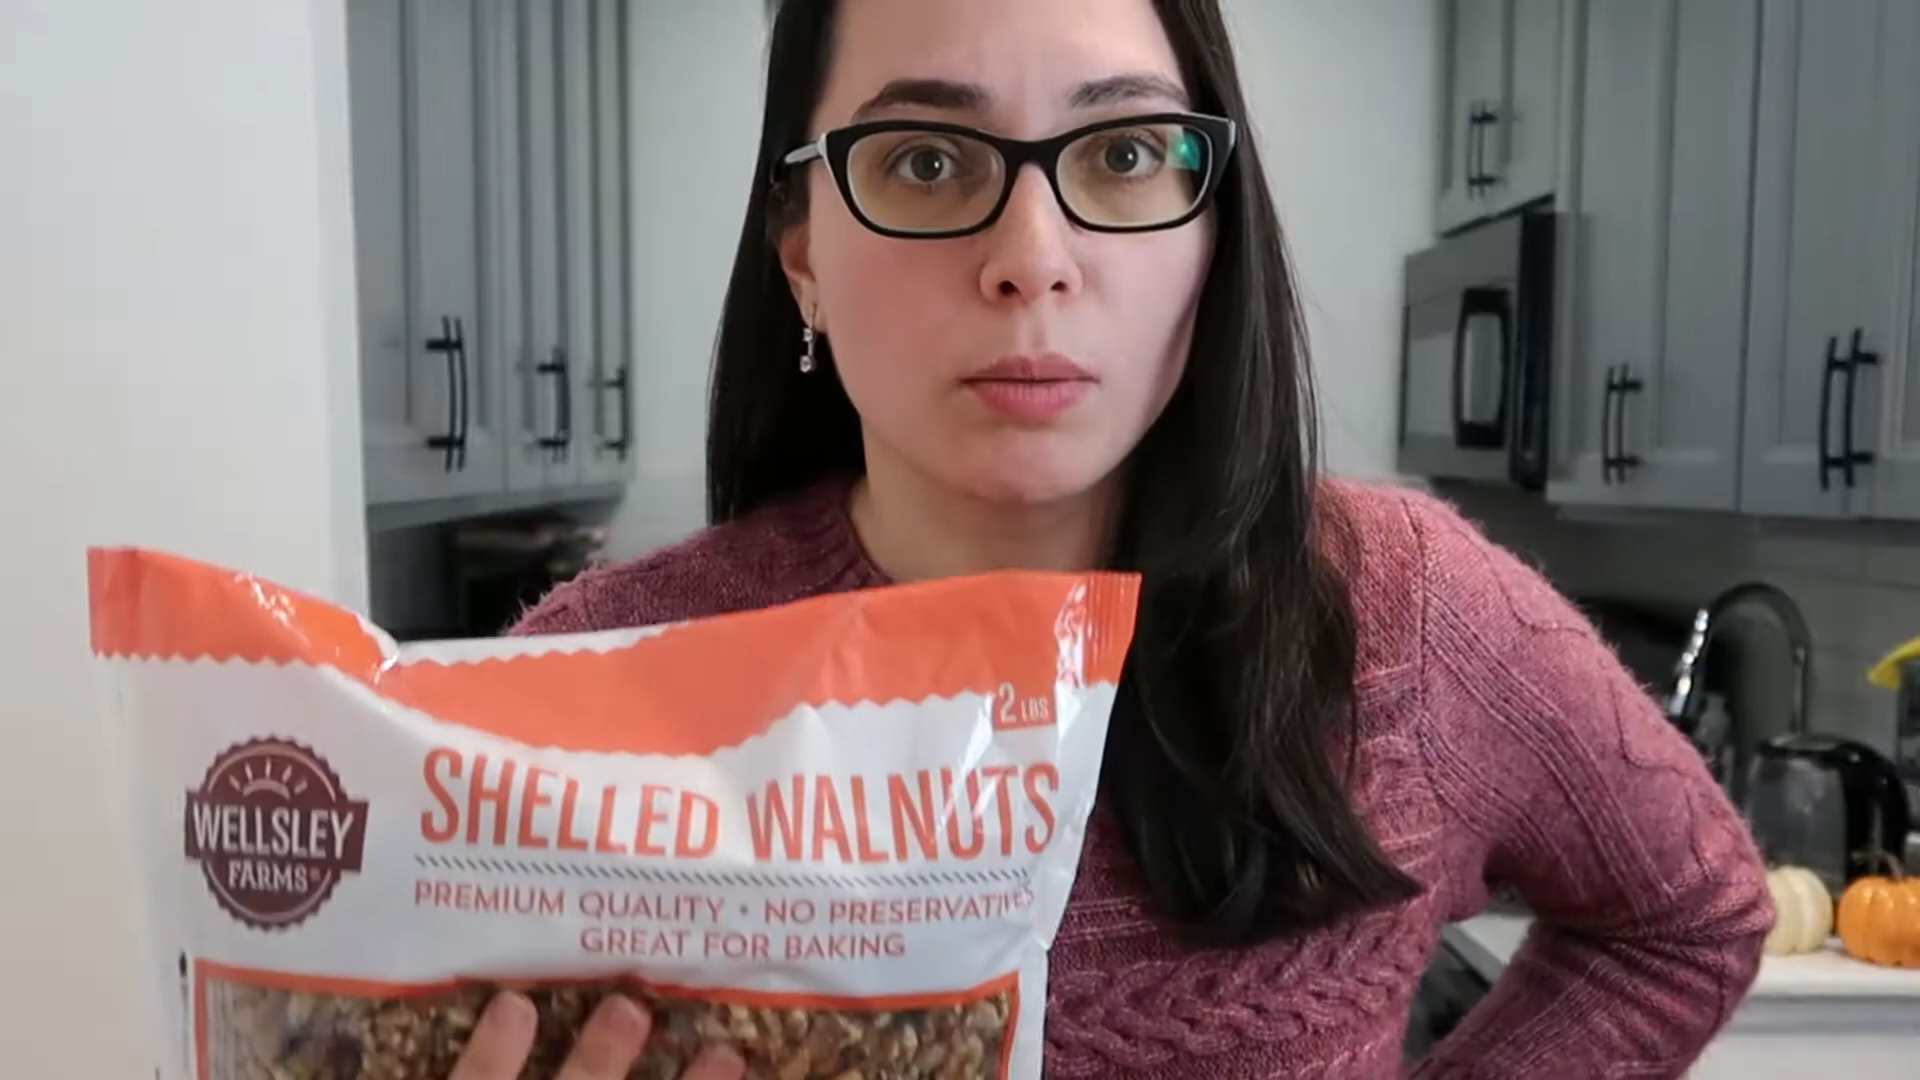 2 LBS
SHELLED WALNUTS
WELLSLEY
FARMS®
PREMIUM QUALITY • NO PRESERVATIVES
GREAT FOR BAKING